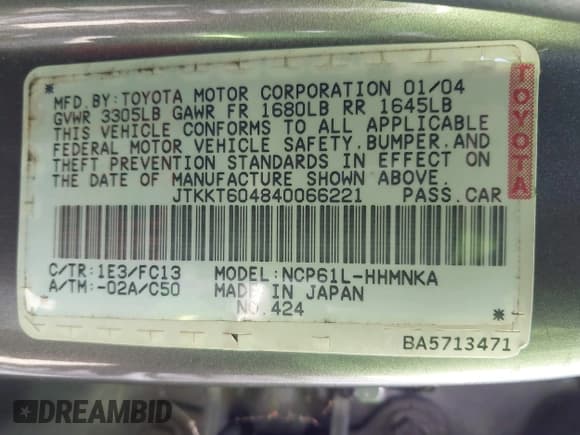 MFD.BY:TOYOTA MOTOR CORPORATION 01/04
GVWR 3305LB GAWR FR 1680LB RR 1645LB
THIS VEHICLE CONFORMS TO ALL APPLICABLE
FEDERAL MOTOR VEHICLE SAFETY,BUMPER,AND
THEFT PREVENTION STANDARDS IN EFFECT ON
THE DATE OF MANUFACTURE SHOWN ABOVE.
JTKKT604840066221 PASS.CAR
TOYOTA
C/TR:1E3/FC13 MODEL:NCP61L-HHMNKA
A/TM:-02A/C50 MADE IN JAPAN
NO.424
BA5713471
DREAMBID